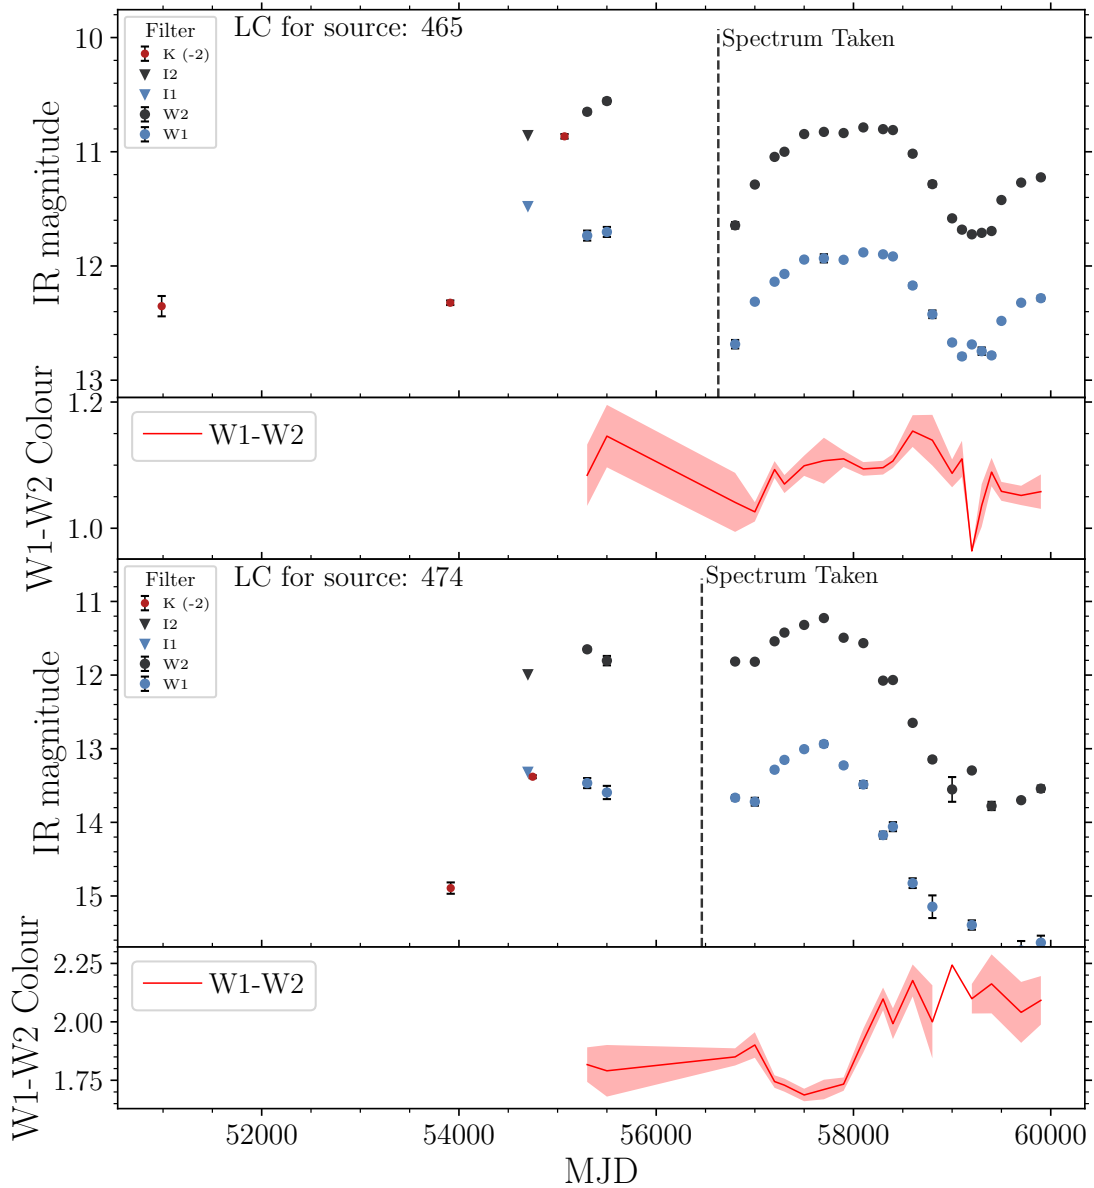 Filter
K (-2)
I2
I1
W2
W1
LC for source: 465
Spectrum Taken
10
11
12
13
IR magnitude
W1-W2
1.2
1.0
W1-W2 Colour
Filter
K (-2)
I2
I1
W2
W1
LC for source: 474
Spectrum Taken
11
12
13
14
15
IR magnitude
W1-W2
2.25
2.00
1.75
W1-W2 Colour
52000 54000 56000 58000 60000
MJD